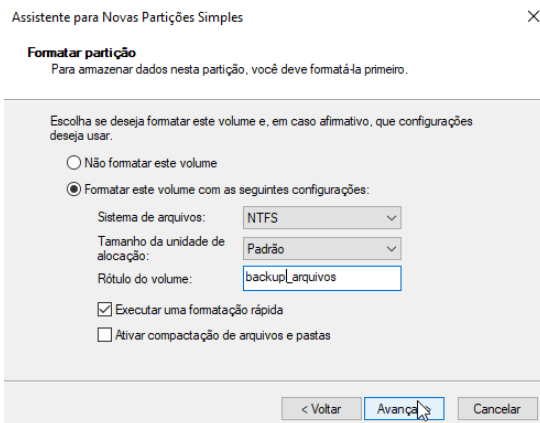 Assistente para Novas Partições Simples
Formatar partição
Para armazenar dados nesta partição, você deve formatá-la primeiro.
Escolha se deseja formatar este volume e, em caso afirmativo, que configurações
deseja usar.
Não formatar este volume
Formatar este volume com as seguintes configurações:
Sistema de arquivos: NTFS
Tamanho da unidade de
alocação: Padrão
Rótulo do volume: backup_arquivos
Executar uma formatação rápida
Ativar compactação de arquivos e pastas
< Voltar Avançar > Cancelar